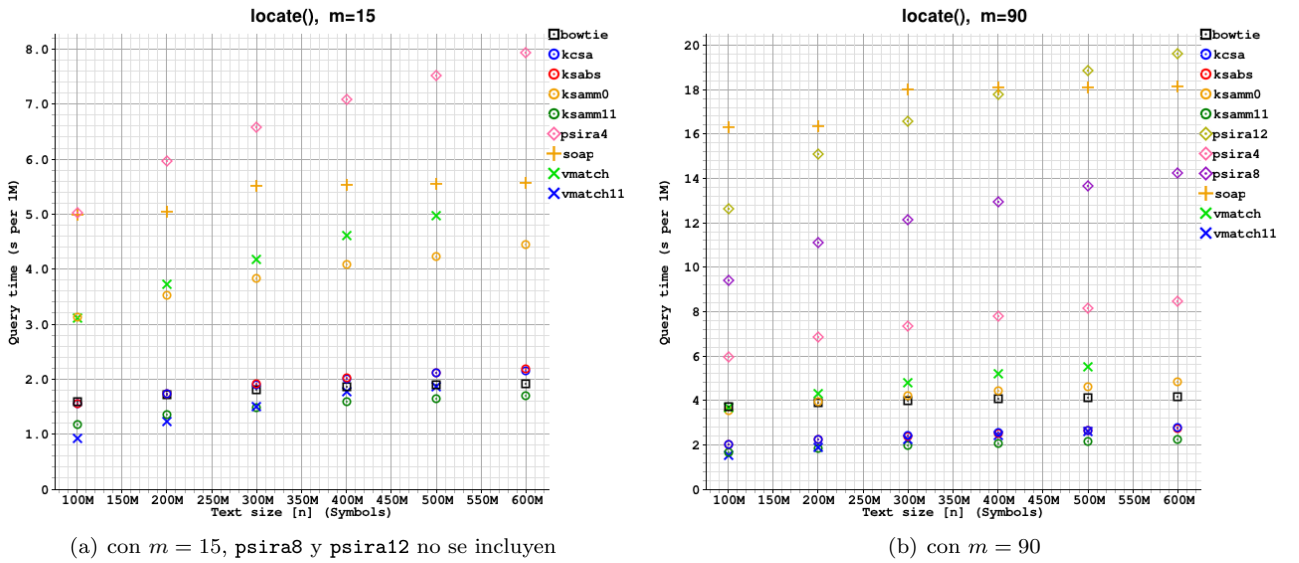 locate(), m=15
8.0
7.0
6.0
5.0
4.0
3.0
2.0
1.0
0
Query time (s per 1M)
100M 150M 200M 250M 300M 350M 400M 450M 500M 550M 600M
Text size [n] (Symbols)
bowtie
kcsa
ksabs
ksamm0
ksamm11
psira4
soap
vmatch
vmatch11
(a) con m = 15, psira8 y psira12 no se incluyen
locate(), m=90
20
18
16
14
12
10
8
6
4
2
0
Query time (s per 1M)
100M 150M 200M 250M 300M 350M 400M 450M 500M 550M 600M
Text size [n] (Symbols)
bowtie
kcsa
ksabs
ksamm0
ksamm11
psira12
psira4
psira8
soap
vmatch
vmatch11
(b) con m = 90